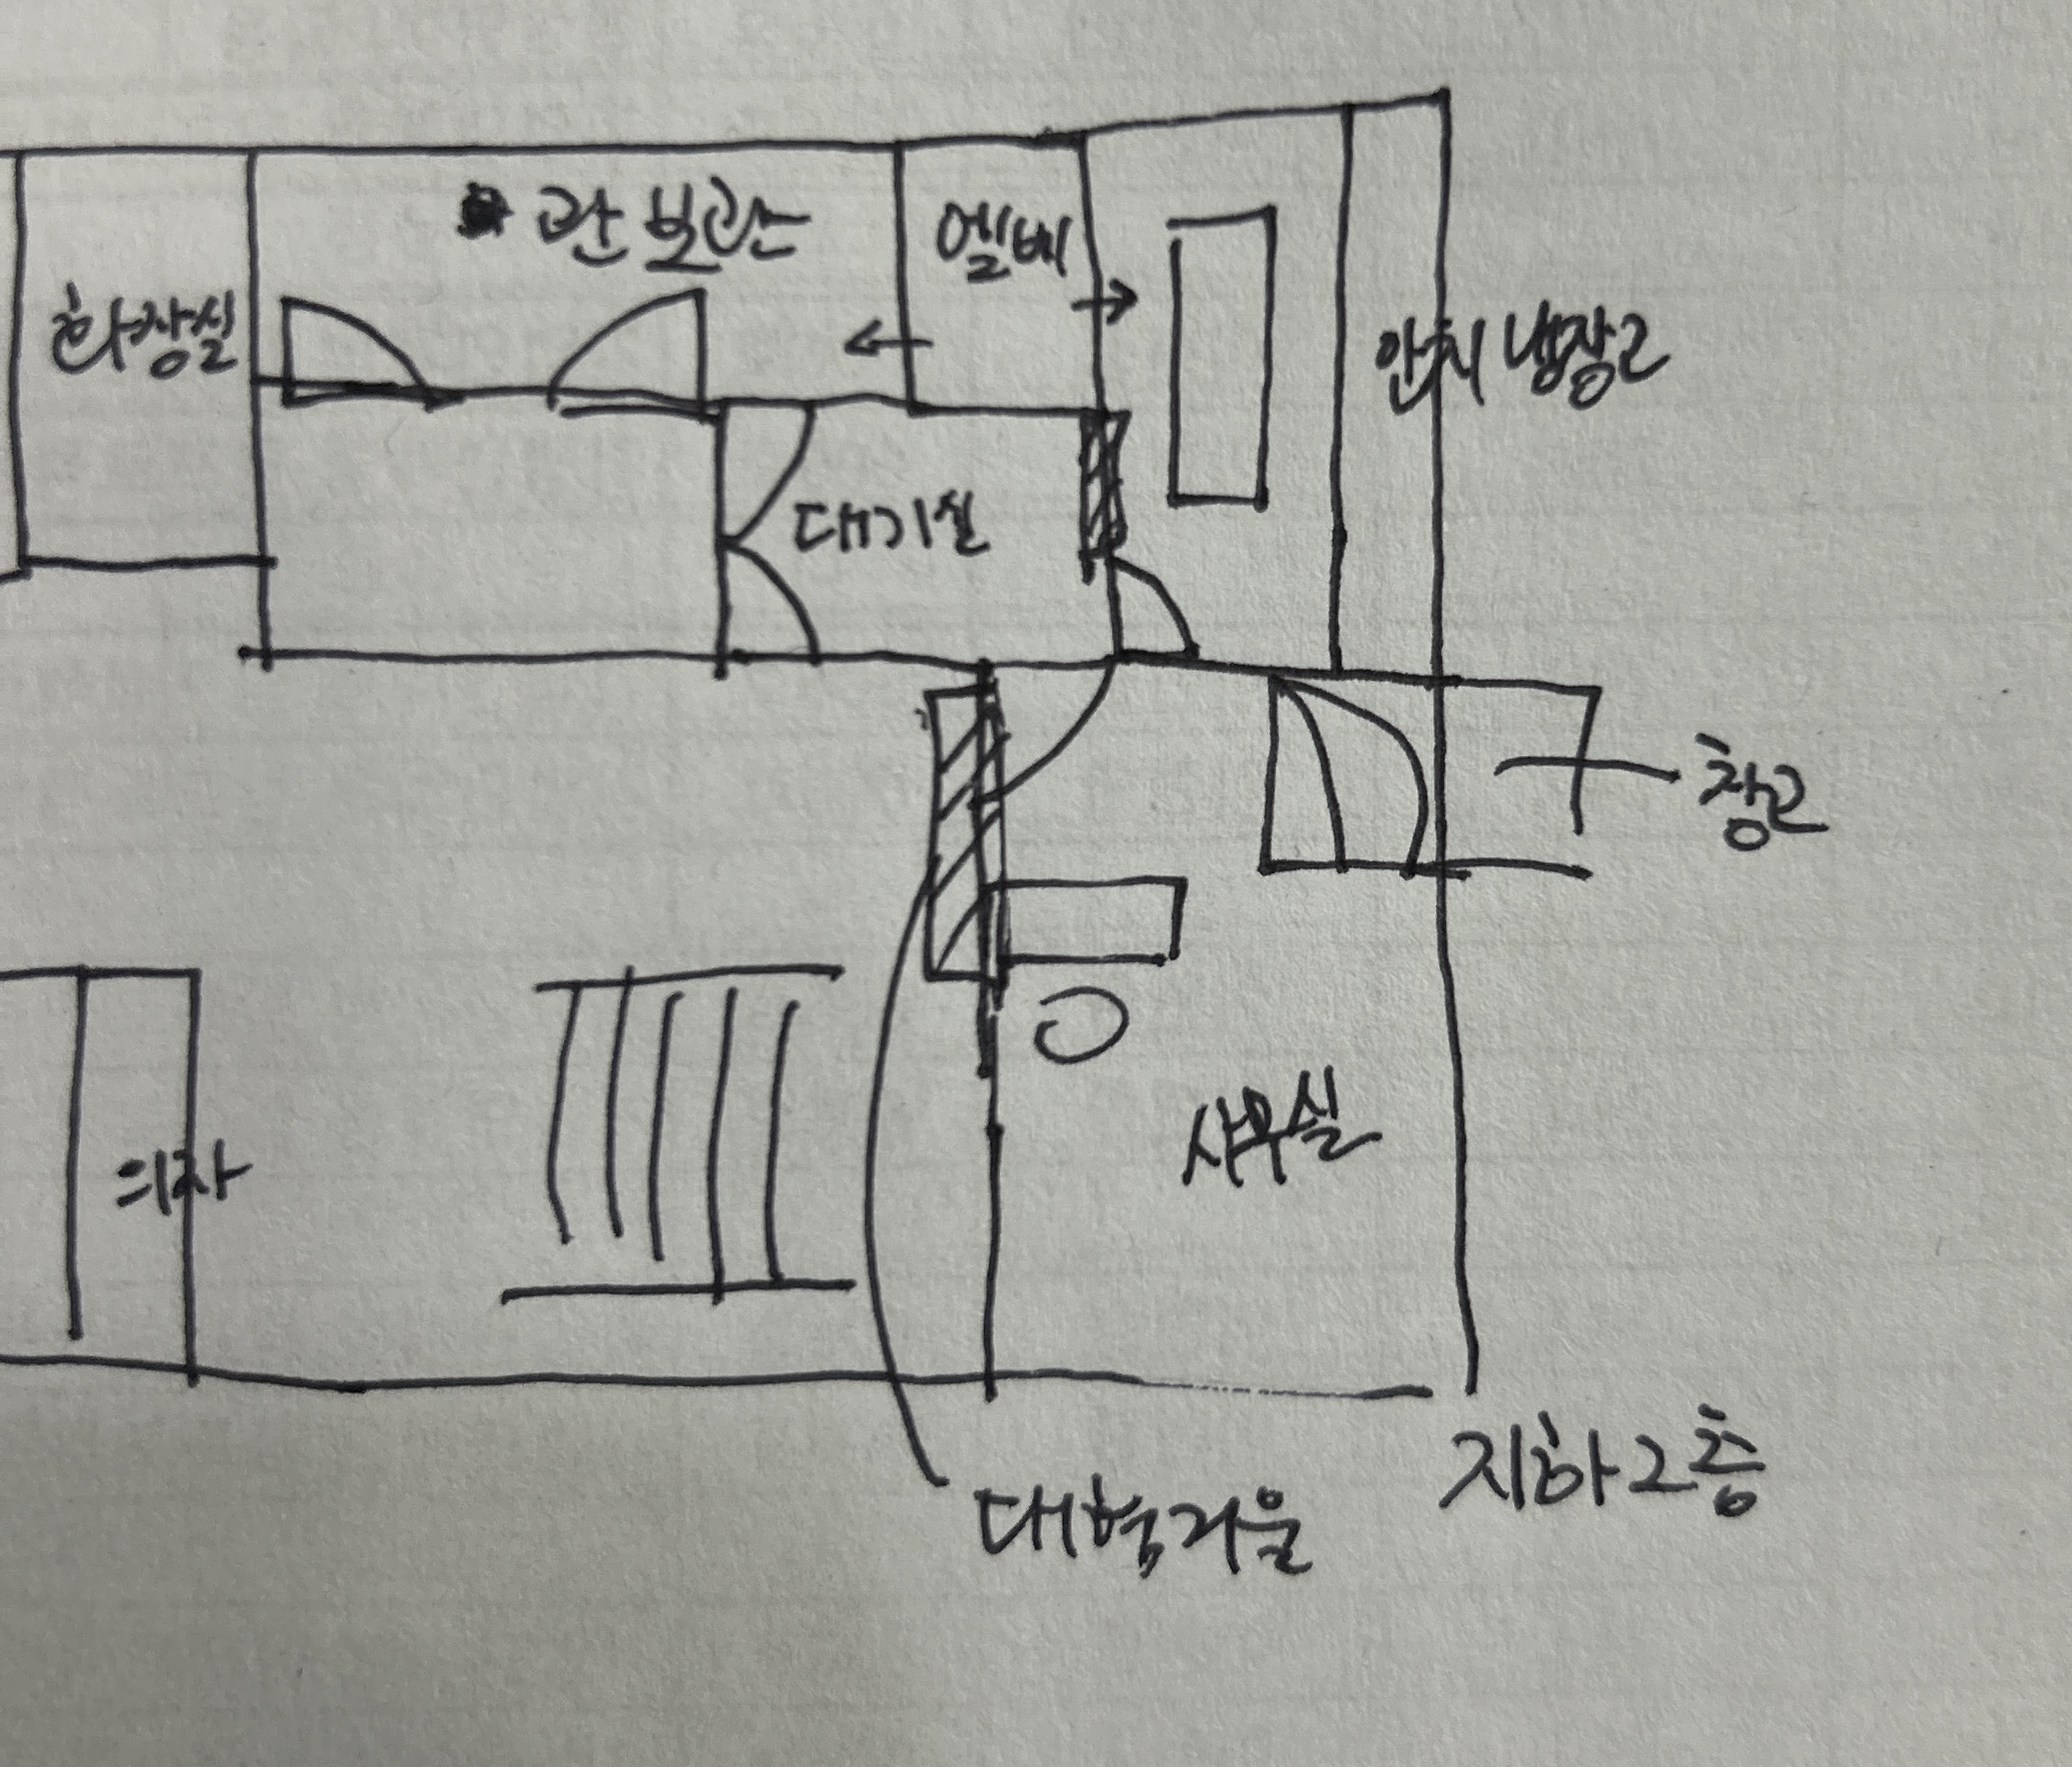 관 보관
엘베
화장실
안치 냉장고
대기실
창고
사무실
의자
지하 2층
대형거울